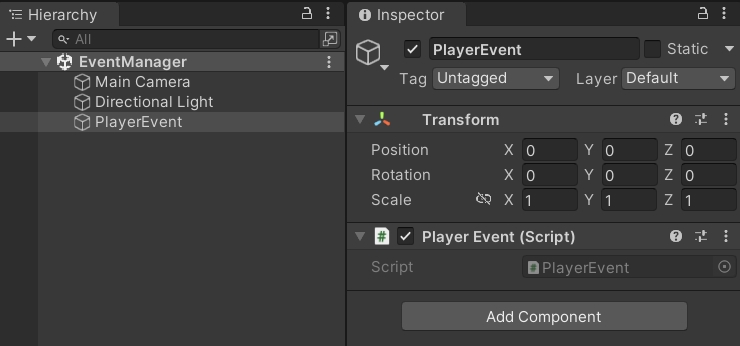 Hierarchy
All
EventManager
Main Camera
Directional Light
PlayerEvent
Inspector
PlayerEvent Static
Tag Untagged Layer Default
Transform
Position X 0 Y 0 Z 0
Rotation X 0 Y 0 Z 0
Scale X 1 Y 1 Z 1
# Player Event (Script)
Script # PlayerEvent
Add Component